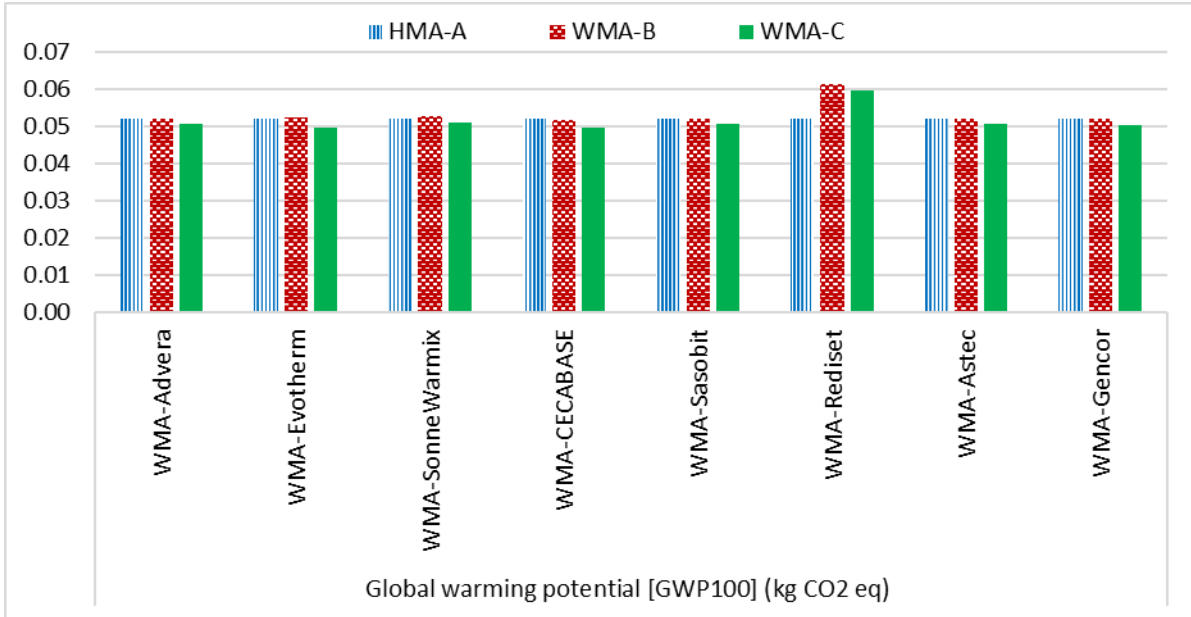 HMA-A WMA-B WMA-C
0.07
0.06
0.05
0.04
0.03
0.02
0.01
0.00
WMA-Advera
WMA-Evotherm
WMA-SonneWarmix
WMA-CECABASE
WMA-Sasobit
WMA-Rediset
WMA-Astec
WMA-Gencor
Global warming potential [GWP100] (kg CO2 eq)